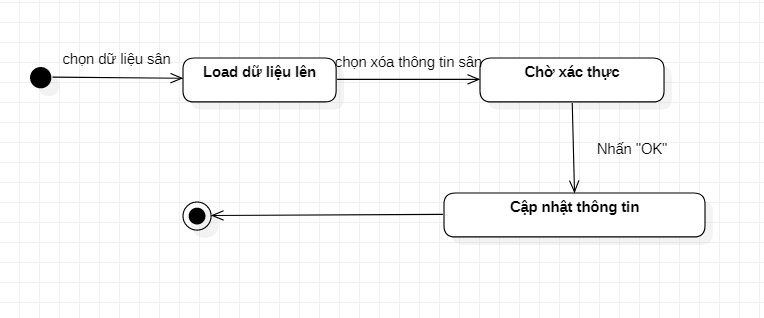 chọn dữ liệu sân
Load dữ liệu lên
chọn xóa thông tin sân
Chờ xác thực
Nhấn "OK"
Cập nhật thông tin